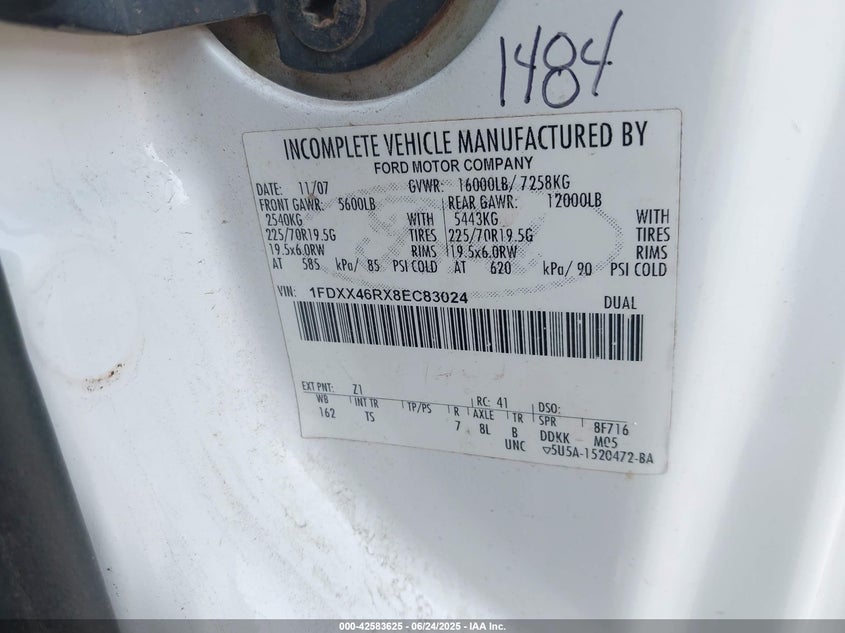 1484
INCOMPLETE VEHICLE MANUFACTURED BY
FORD MOTOR COMPANY
DATE: 11/07 GVWR: 16000LB/ 7258KG
FRONT GAWR: 5600LB REAR GAWR: 12000LB
2540KG WITH 5443KG WITH
225/70R19.5G TIRES 225/70R19.5G TIRES
19.5x6.0RW RIMS 19.5x6.0RW RIMS
AT 585 kPa/ 85 PSI COLD AT 620 kPa/ 90 PSI COLD
VIN: 1FDXX46RX8EC83024 DUAL
EXT PNT: Z1 RC: 41 DSO:
WB INT TR TP/PS R AXLE TR SPR 8F716
162 TS 7 8L B DDKK M05
UNC ▽5U5A-1520472-BA
000-42583625 - 06/24/2025 - IAA Inc.